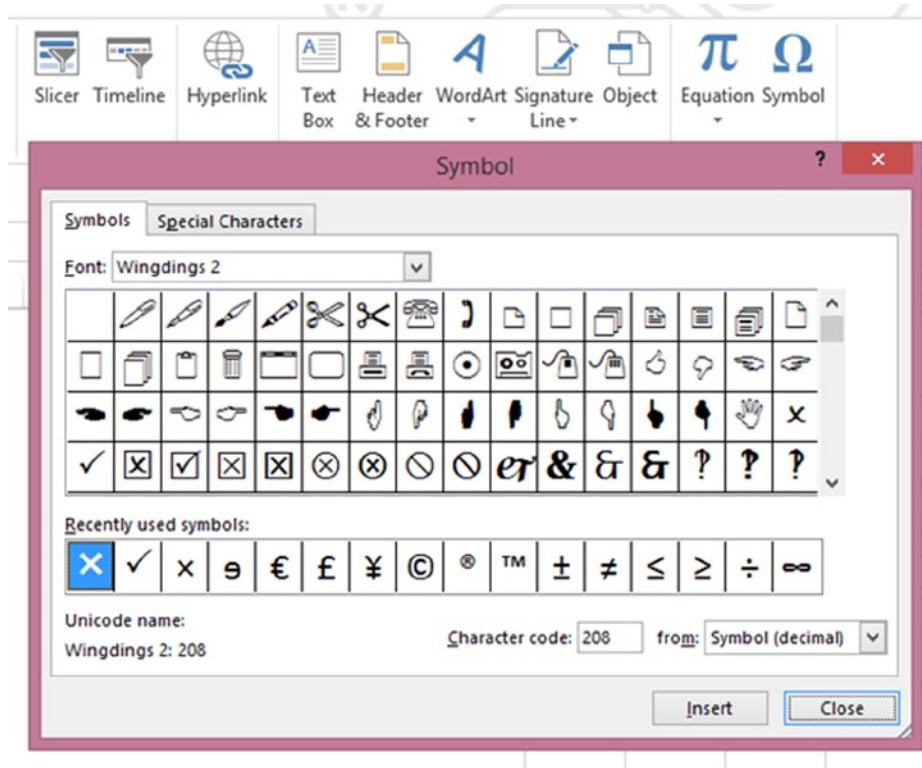 Slicer Timeline Hyperlink Text Box Header & Footer WordArt Signature Line Object Equation Symbol
π Ω
Symbol ? ×
Symbols Special Characters
Font: Wingdings 2
Recently used symbols:
× ✓ × ɘ € £ ¥ © ® ™ ± ≠ ≤ ≥ ÷ ∞
Unicode name:
Wingdings 2: 208
Character code: 208 from: Symbol (decimal)
Insert Close